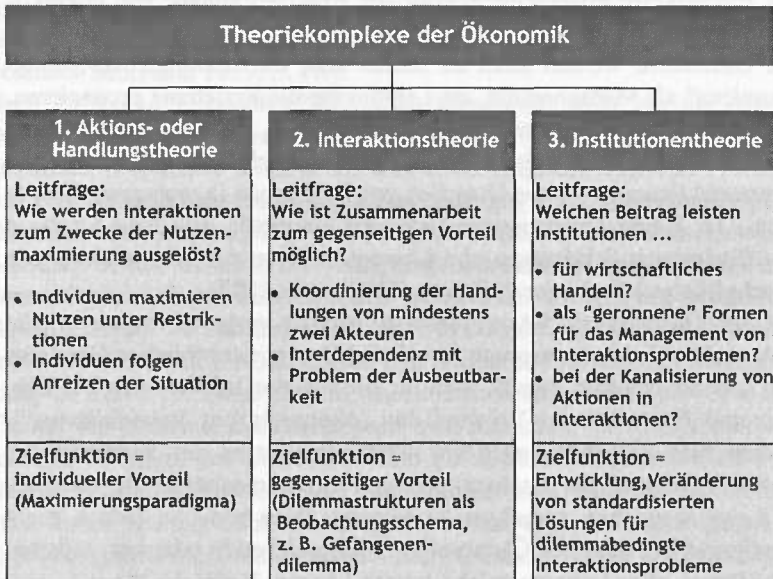 Theoriekomplexe der Ökonomik
1. Aktions- oder
Handlungstheorie
Leitfrage:
Wie werden Interaktionen
zum Zwecke der Nutzen-
maximierung ausgelöst?
• Individuen maximieren
Nutzen unter Restrik-
tionen
• Individuen folgen
Anreizen der Situation
Zielfunktion =
individueller Vorteil
(Maximierungsparadigma)
2. Interaktionstheorie
Leitfrage:
Wie ist Zusammenarbeit
zum gegenseitigen Vorteil
möglich?
• Koordinierung der Hand-
lungen von mindestens
zwei Akteuren
• Interdependenz mit
Problem der Ausbeutbar-
keit
Zielfunktion =
gegenseitiger Vorteil
(Dilemmastrukturen als
Beobachtungsschema,
z. B. Gefangenen-
dilemma)
3. Institutionentheorie
Leitfrage:
Welchen Beitrag leisten
Institutionen ...
• für wirtschaftliches
Handeln?
• als "geronnene" Formen
für das Management von
Interaktionsproblemen?
• bei der Kanalisierung von
Aktionen in
Interaktionen?
Zielfunktion =
Entwicklung,Veränderung
von standardisierten
Lösungen für
dilemmabedingte
Interaktionsprobleme